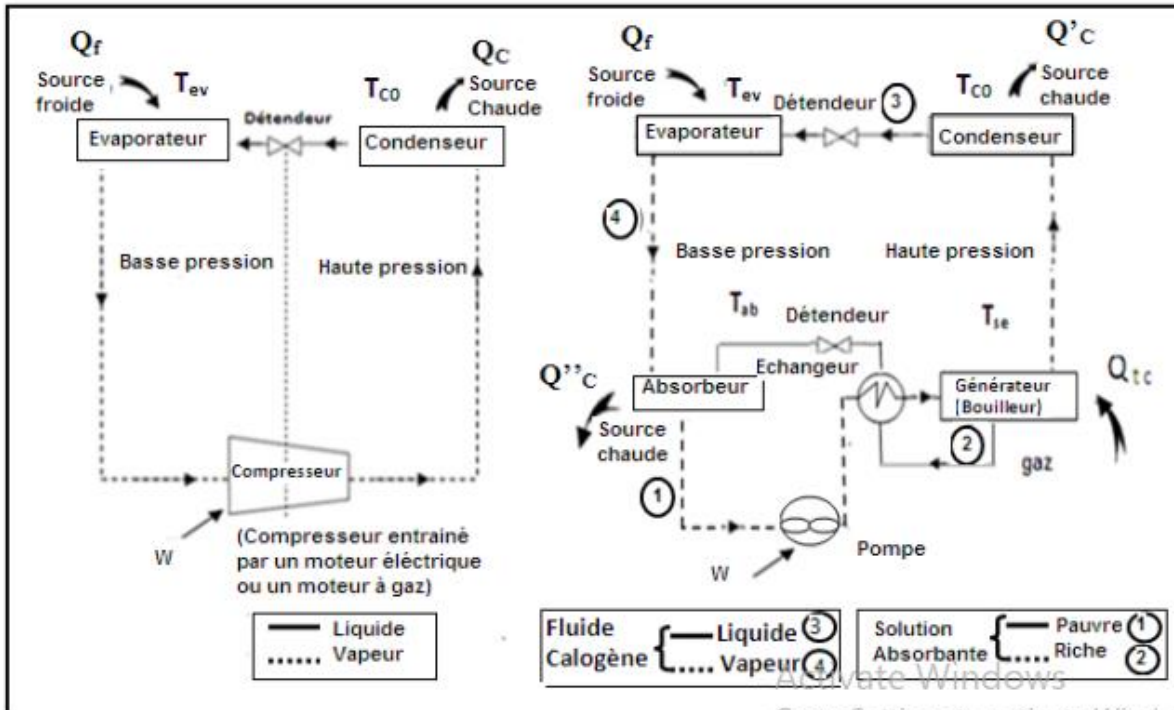 Qf
Source
froide
Tev
Evaporateur
Détendeur
TCO
QC
Source
Chaude
Condenseur
Basse pression
Haute pression
Compresseur
W
(Compresseur entrainè
par un moteur éléctrique
ou un moteur à gaz)
Liquide
Vapeur
Qf
Source
froide
Tev
Evaporateur
Détendeur 3
TCO
Q'C
Source
chaude
Condenseur
4
Basse pression
Haute pression
Tab
Détendeur
Echangeur
Tse
Q''C
Absorbeur
Source
chaude
Générateur
(Bouilleur)
Qtc
2
gaz
1
Pompe
W
Fluide
Calogène
Liquide 3
Vapeur 4
Solution
Absorbante
Pauvre 1
Riche 2
Activate Windows